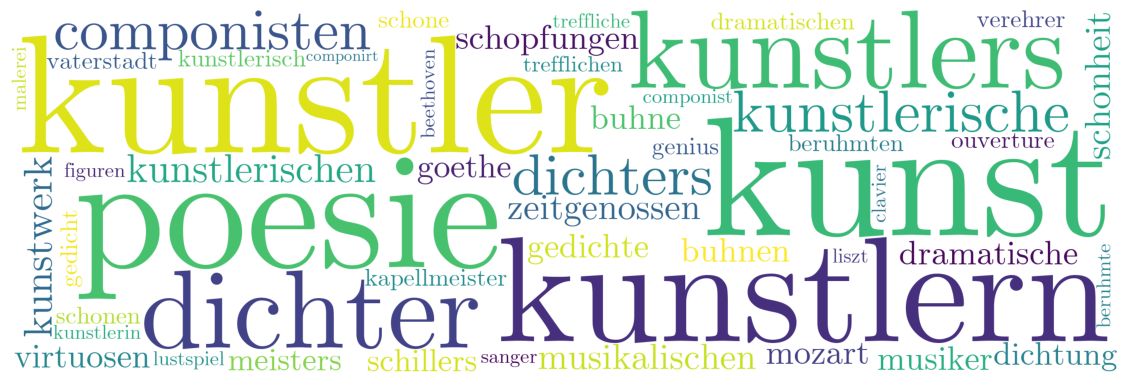 componisten
schone
treffliche
dramatischen
verehrer
schonheit
malerei
vaterstadt
kunstlerisch
componirt
schopfungen
trefflichen
kunstlers
kunstler
beethoven
componist
buhne
kunstlerische
genius
beruhmten
ouverture
figuren
kunstlerischen
goethe
dichters
clavier
kunst
kunstwerk
gedicht
poesie
zeitgenossen
gedichte
buhnen
liszt
dramatische
beruhmte
kapellmeister
schonen
kunstlerin
dichter
kunstlern
virtuosen
lustspiel
meisters
schillers
sanger
musikalischen
mozart
musiker
dichtung